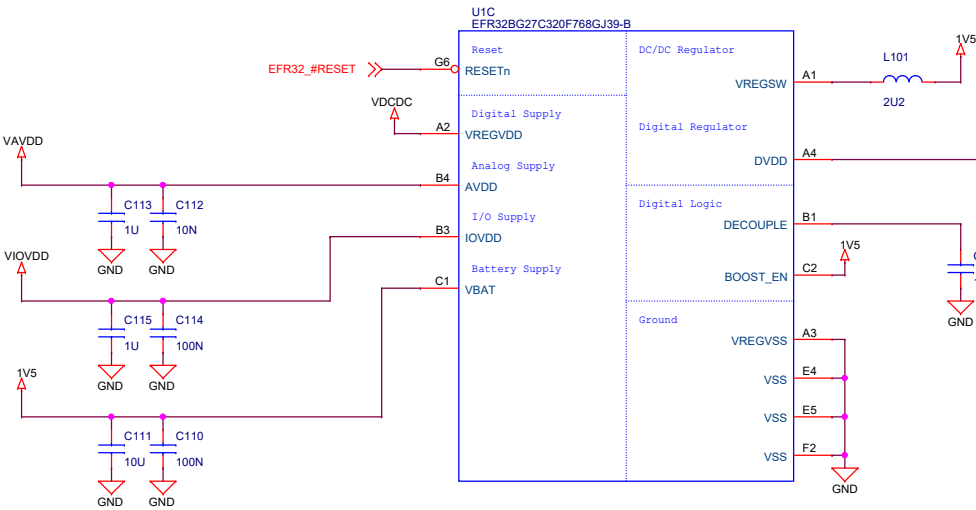 U1C
EFR32BG27C320F768GJ39-B
Reset
DC/DC Regulator
1V5
L101
EFR32_#RESET
G6
RESETn
VREGSW
A1
2U2
VDCDC
Digital Supply
Digital Regulator
A2
VREGVDD
VAVDD
Analog Supply
DVDD
A4
B4
AVDD
C113
C112
1U
10N
I/O Supply
Digital Logic
B3
IOVDD
DECOUPLE
B1
GND
GND
VIOVDD
Battery Supply
1V5
C1
VBAT
BOOST_EN
C2
C115
C114
1U
100N
Ground
GND
VREGVSS
A3
GND
GND
1V5
VSS
E4
VSS
E5
C111
C110
10U
100N
VSS
F2
GND
GND
GND